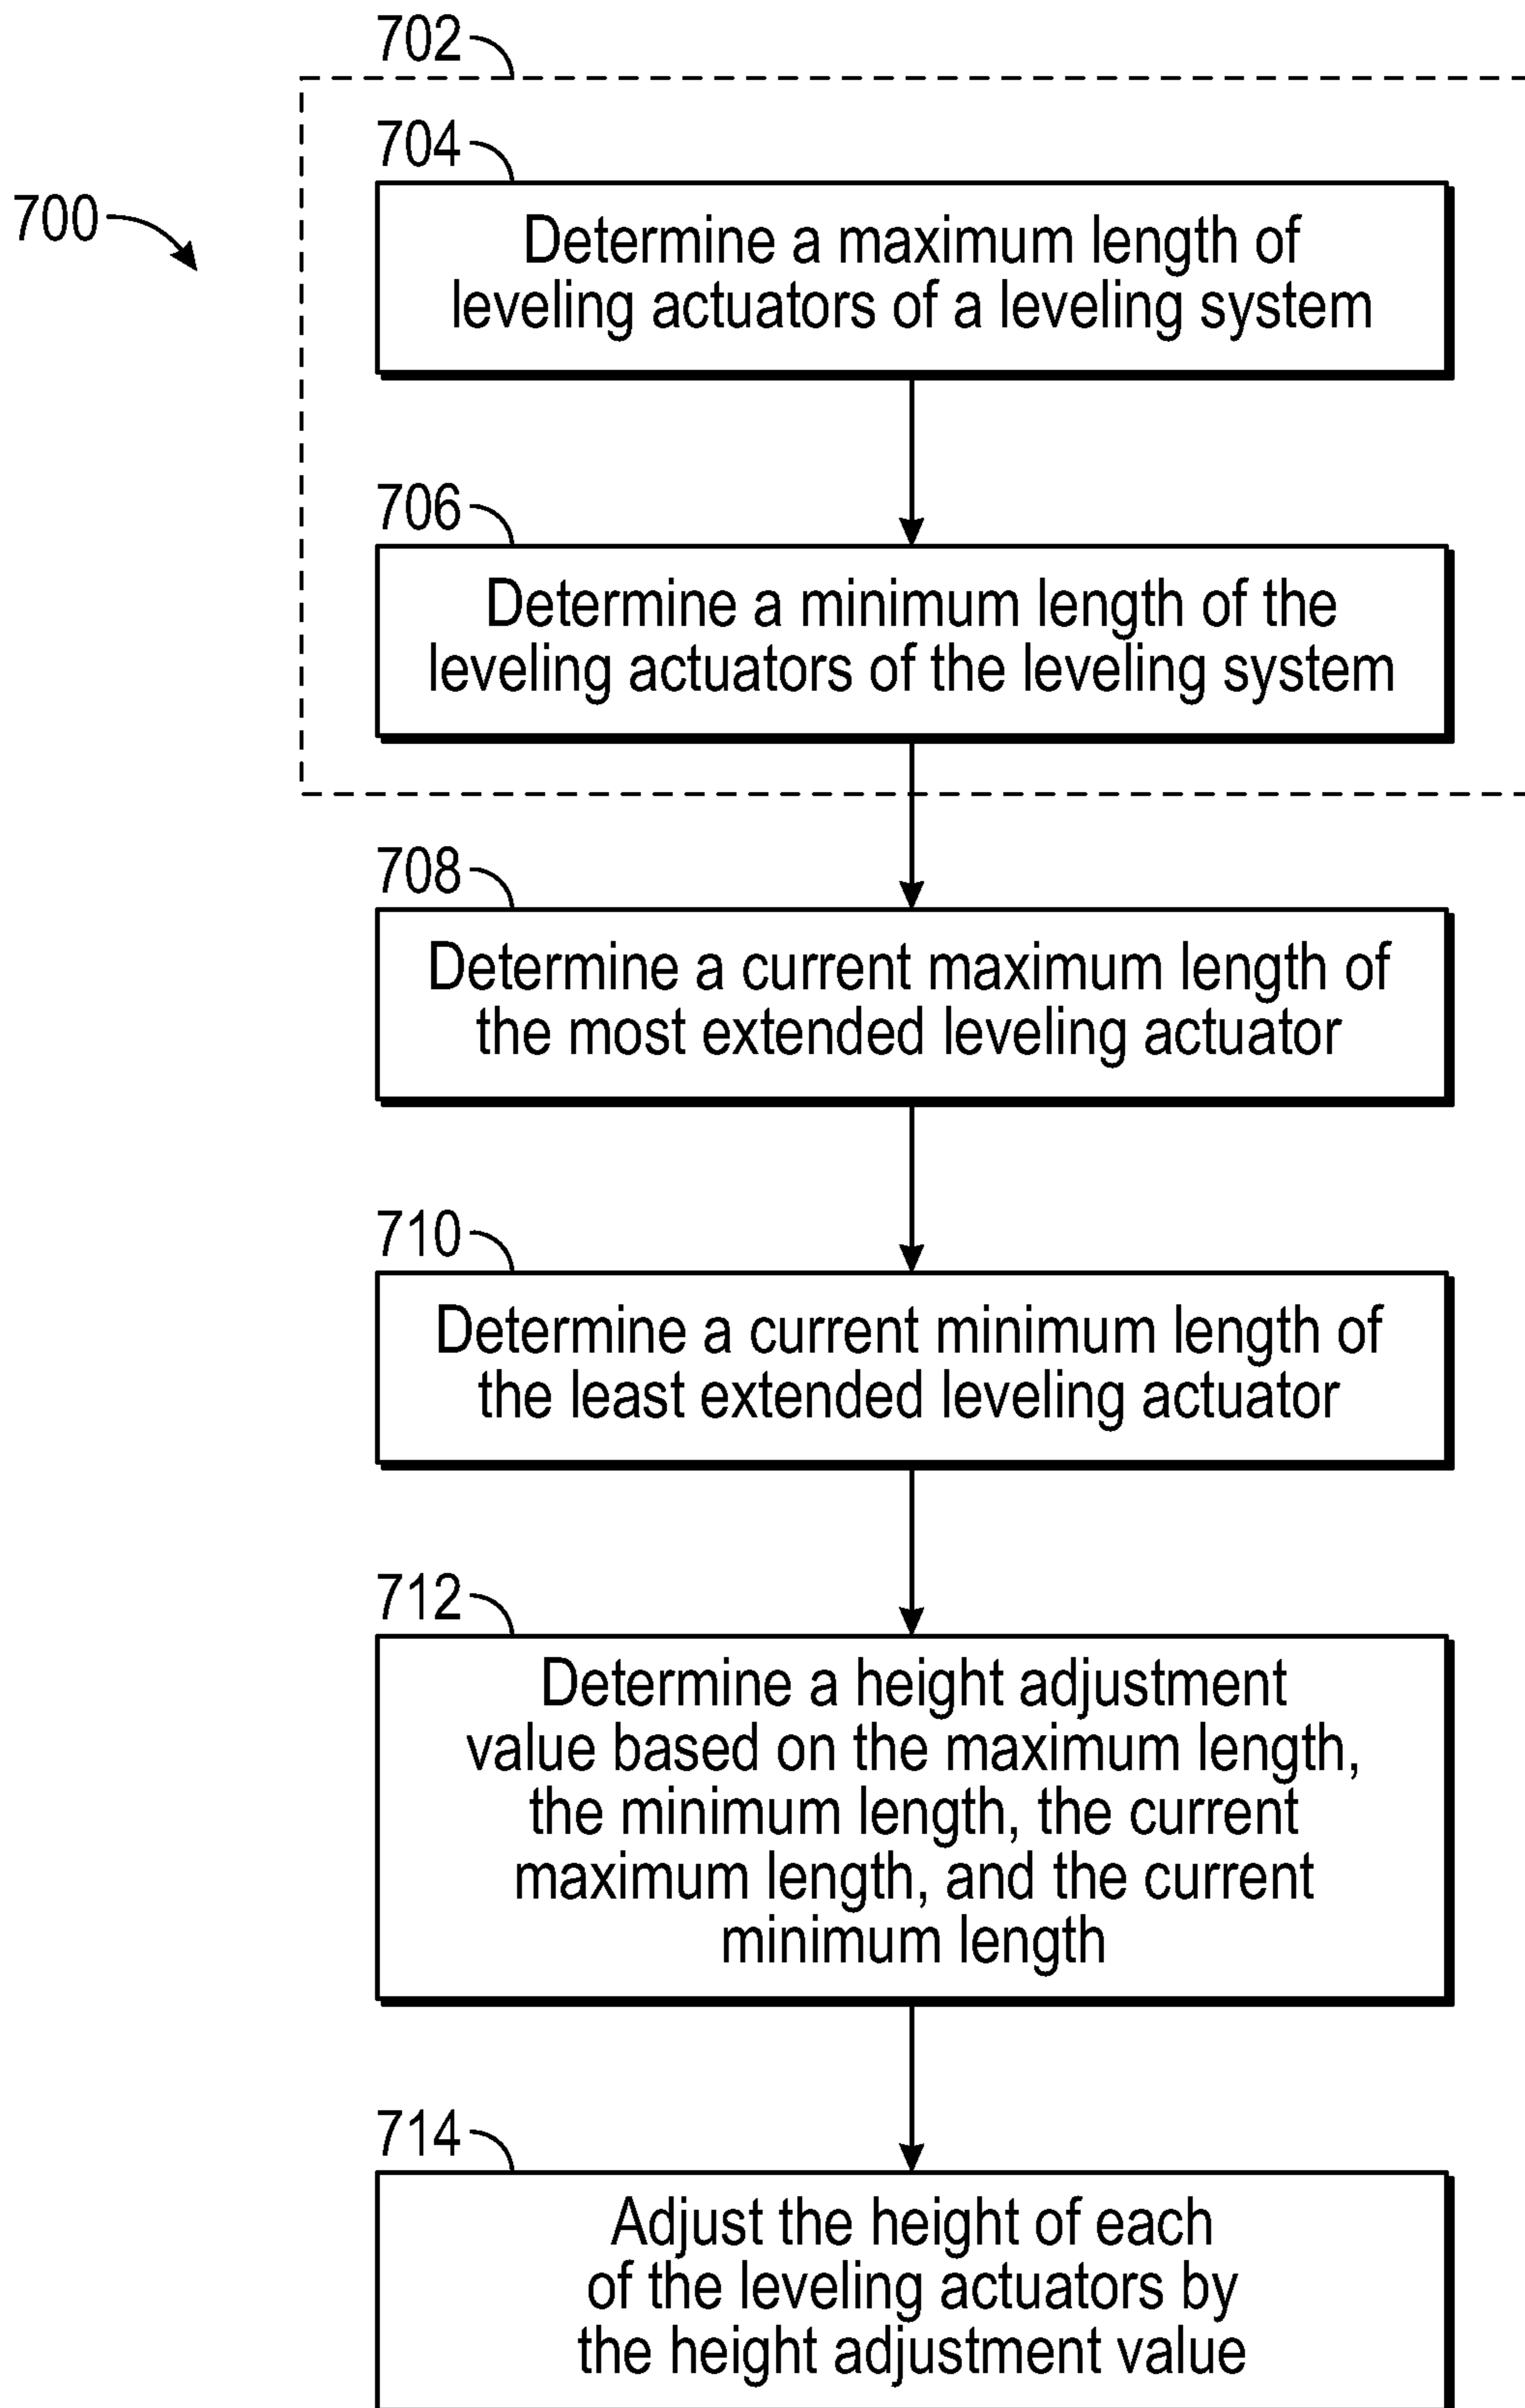 702
704
700
Determine a maximum length of
leveling actuators of a leveling system
706
Determine a minimum length of the
leveling actuators of the leveling system
708
Determine a current maximum length of
the most extended leveling actuator
710
Determine a current minimum length of
the least extended leveling actuator
712
Determine a height adjustment
value based on the maximum length,
the minimum length, the current
maximum length, and the current
minimum length
714
Adjust the height of each
of the leveling actuators by
the height adjustment value